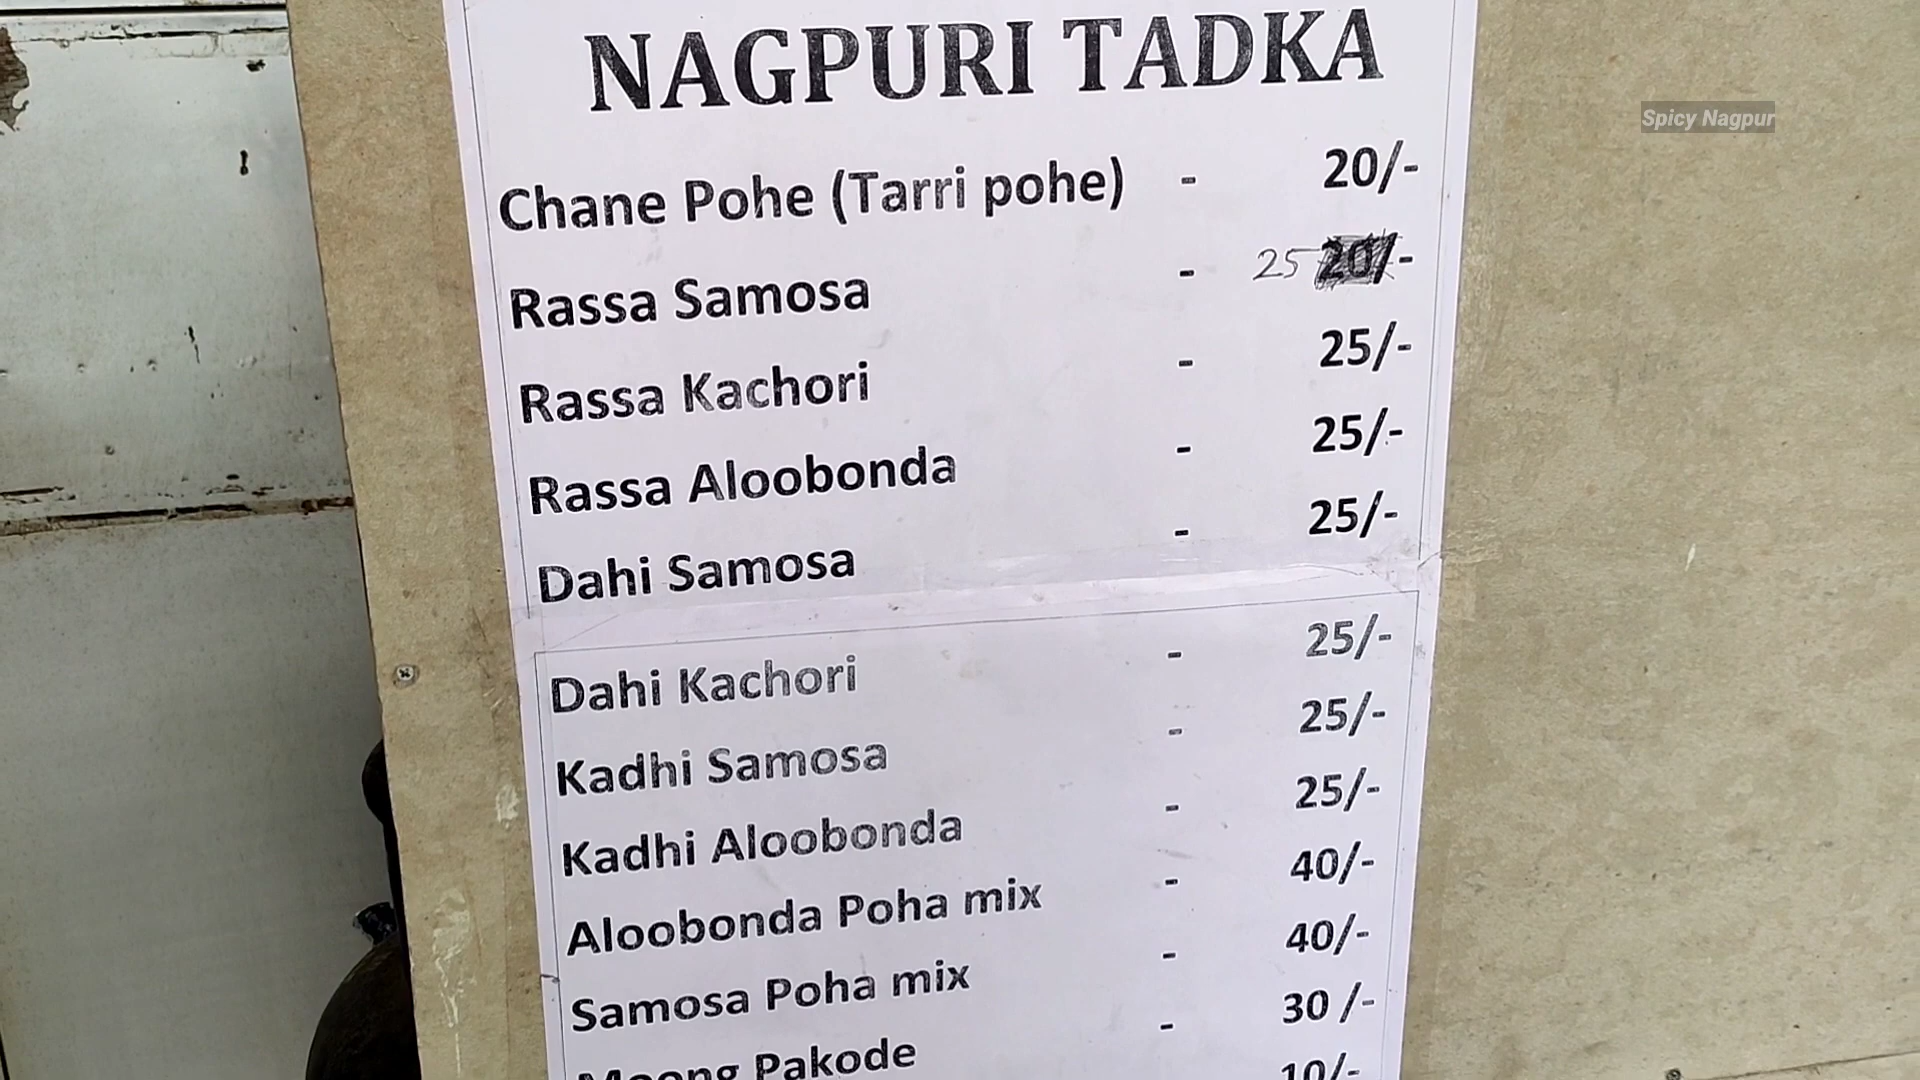 NAGPURI TADKA
Spicy Nagpur
Chane Pohe (Tarri pohe) - 20/-
Rassa Samosa - 25 20/-
Rassa Kachori - 25/-
Rassa Aloobonda - 25/-
Dahi Samosa - 25/-
Dahi Kachori - 25/-
Kadhi Samosa - 25/-
Kadhi Aloobonda - 25/-
Aloobonda Poha mix - 40/-
Samosa Poha mix - 40/-
Moong Pakode - 30 /-
10/-